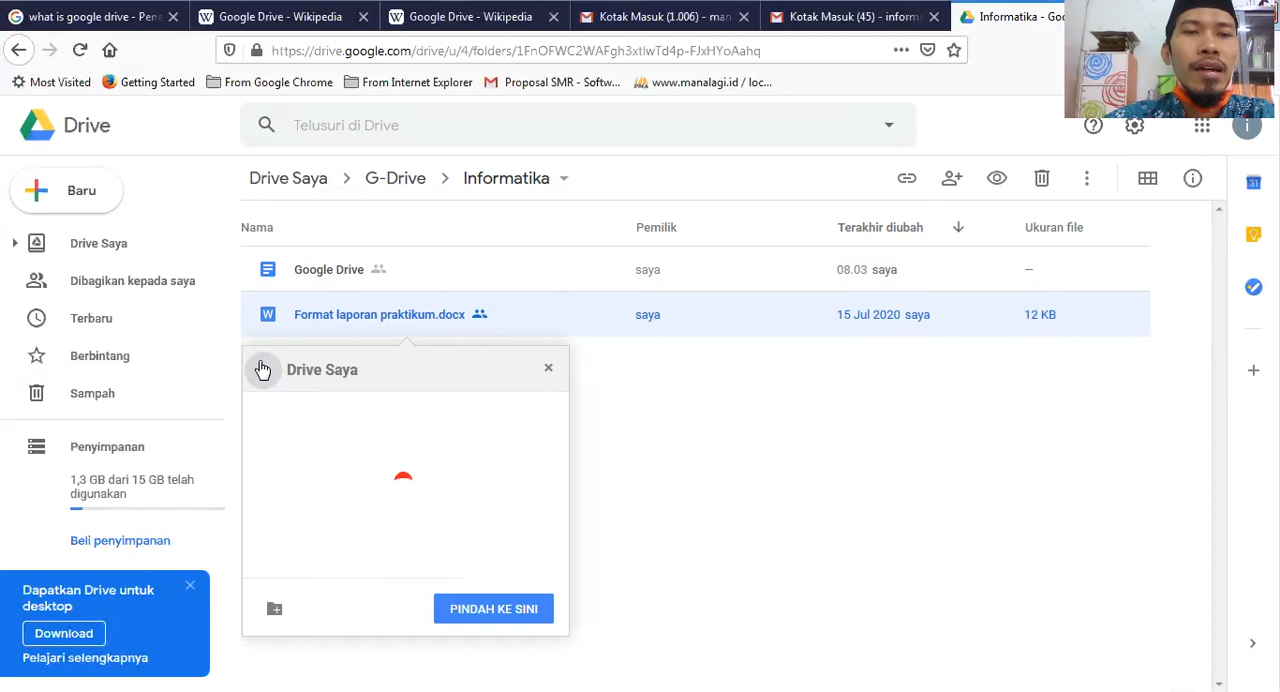 what is google drive - Pene
Google Drive - Wikipedia
Google Drive - Wikipedia
Kotak Masuk (1.006) - mar
Kotak Masuk (45) - inform
Informatika - Go
https://drive.google.com/drive/u/4/folders/1FnOFWC2WAFgh3xtlwTd4p-FJxHYoAahq
Most Visited
Getting Started
From Google Chrome
From Internet Explorer
Proposal SMR - Softw...
www.manalagi.id / loc...
Drive
Telusuri di Drive
i
Baru
Drive Saya
G-Drive
Informatika
Nama
Pemilik
Terakhir diubah
Ukuran file
Google Drive
saya
08.03 saya
—
Format laporan praktikum.docx
saya
15 Jul 2020 saya
12 KB
Drive Saya
Dibagikan kepada saya
Terbaru
Berbintang
Sampah
Penyimpanan
1,3 GB dari 15 GB telah
digunakan
Beli penyimpanan
Dapatkan Drive untuk
desktop
Download
Pelajari selengkapnya
Drive Saya
PINDAH KE SINI
31